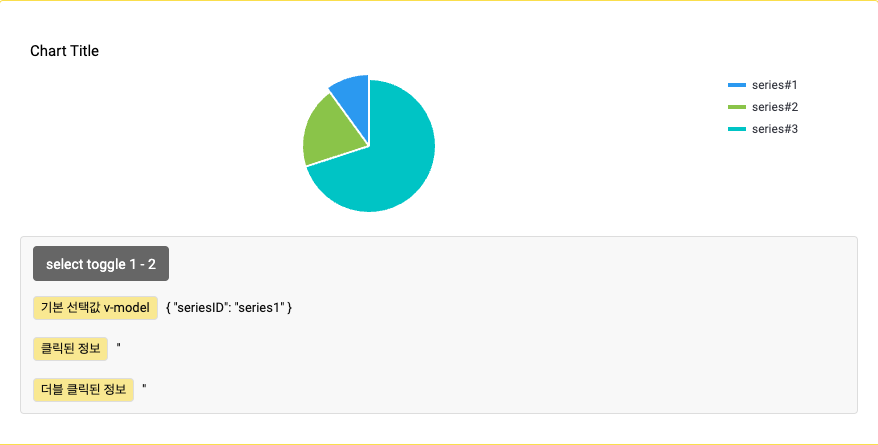 Chart Title
series#1
series#2
series#3
select toggle 1 - 2
기본 선택값 v-model { "seriesID": "series1" }
클릭된 정보 "
더블 클릭된 정보 "